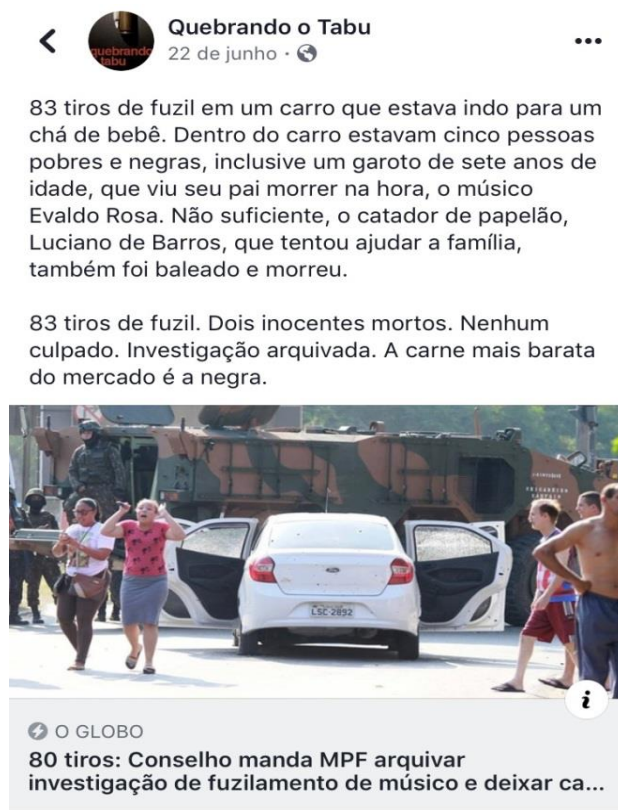 Quebrando o Tabu
quebrando
tabu
22 de junho ·
83 tiros de fuzil em um carro que estava indo para um
chá de bebê. Dentro do carro estavam cinco pessoas
pobres e negras, inclusive um garoto de sete anos de
idade, que viu seu pai morrer na hora, o músico
Evaldo Rosa. Não suficiente, o catador de papelão,
Luciano de Barros, que tentou ajudar a família,
também foi baleado e morreu.
83 tiros de fuzil. Dois inocentes mortos. Nenhum
culpado. Investigação arquivada. A carne mais barata
do mercado é a negra.
LSC-2892
i
O GLOBO
80 tiros: Conselho manda MPF arquivar
investigação de fuzilamento de músico e deixar ca...